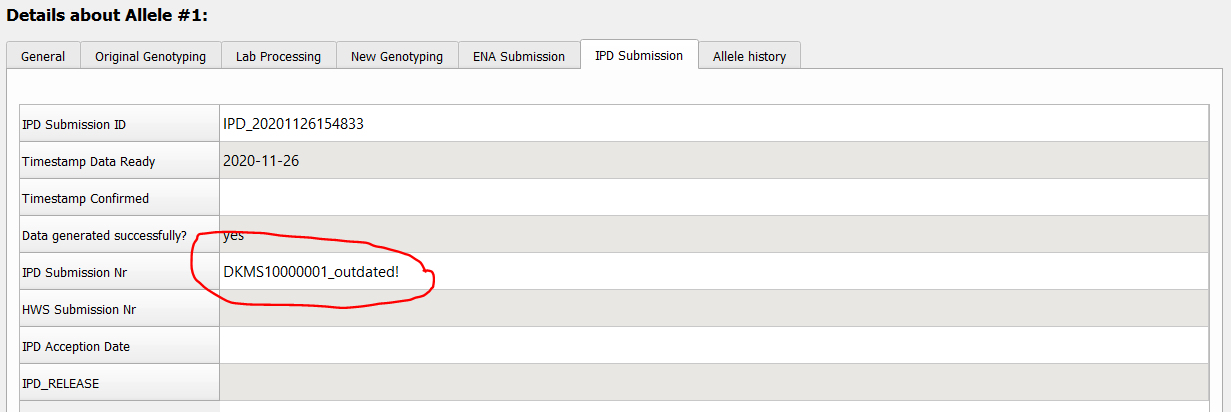 Details about Allele #1:
General Original Genotyping Lab Processing New Genotyping ENA Submission IPD Submission Allele history
IPD Submission ID IPD_20201126154833
Timestamp Data Ready 2020-11-26
Timestamp Confirmed
Data generated successfully? yes
IPD Submission Nr DKMS10000001_outdated!
HWS Submission Nr
IPD Acception Date
IPD_RELEASE